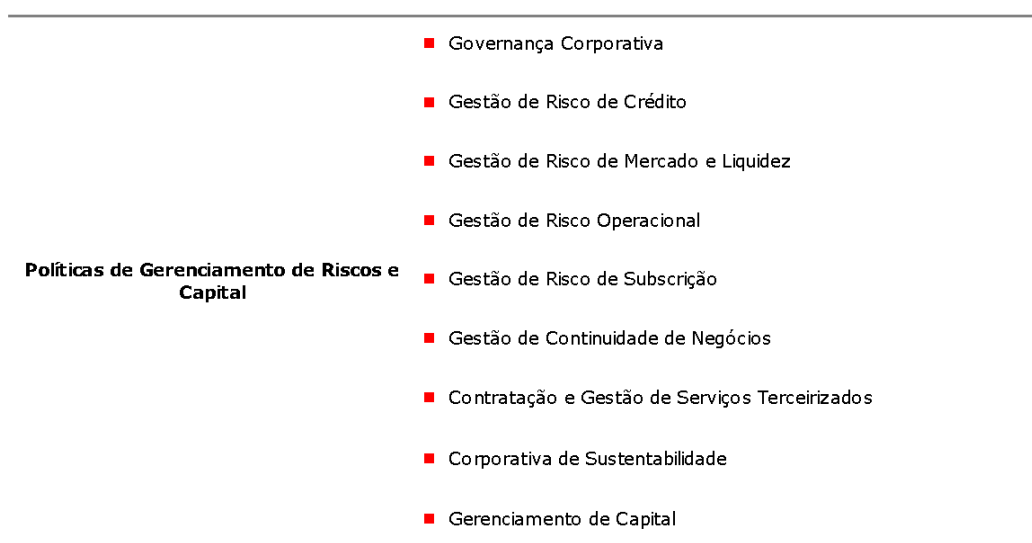 Governança Corporativa
Gestão de Risco de Crédito
Gestão de Risco de Mercado e Liquidez
Gestão de Risco Operacional
Políticas de Gerenciamento de Riscos e
Capital
Gestão de Risco de Subscrição
Gestão de Continuidade de Negócios
Contratação e Gestão de Serviços Terceirizados
Corporativa de Sustentabilidade
Gerenciamento de Capital